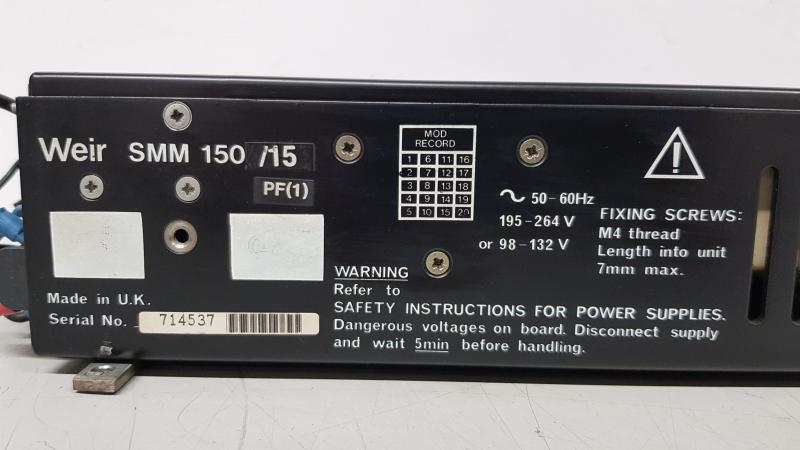 Weir SMM 150 /15
PF(1)
Made in U.K.
Serial No. 714537
MOD
RECORD
1 6 11 16
2 7 12 17
3 8 13 18
4 9 14 19
5 10 15 20
~ 50-60Hz
195-264 V
or 98-132 V
FIXING SCREWS:
M4 thread
Length into unit
7mm max.
WARNING
Refer to
SAFETY INSTRUCTIONS FOR POWER SUPPLIES.
Dangerous voltages on board. Disconnect supply
and wait 5min before handling.